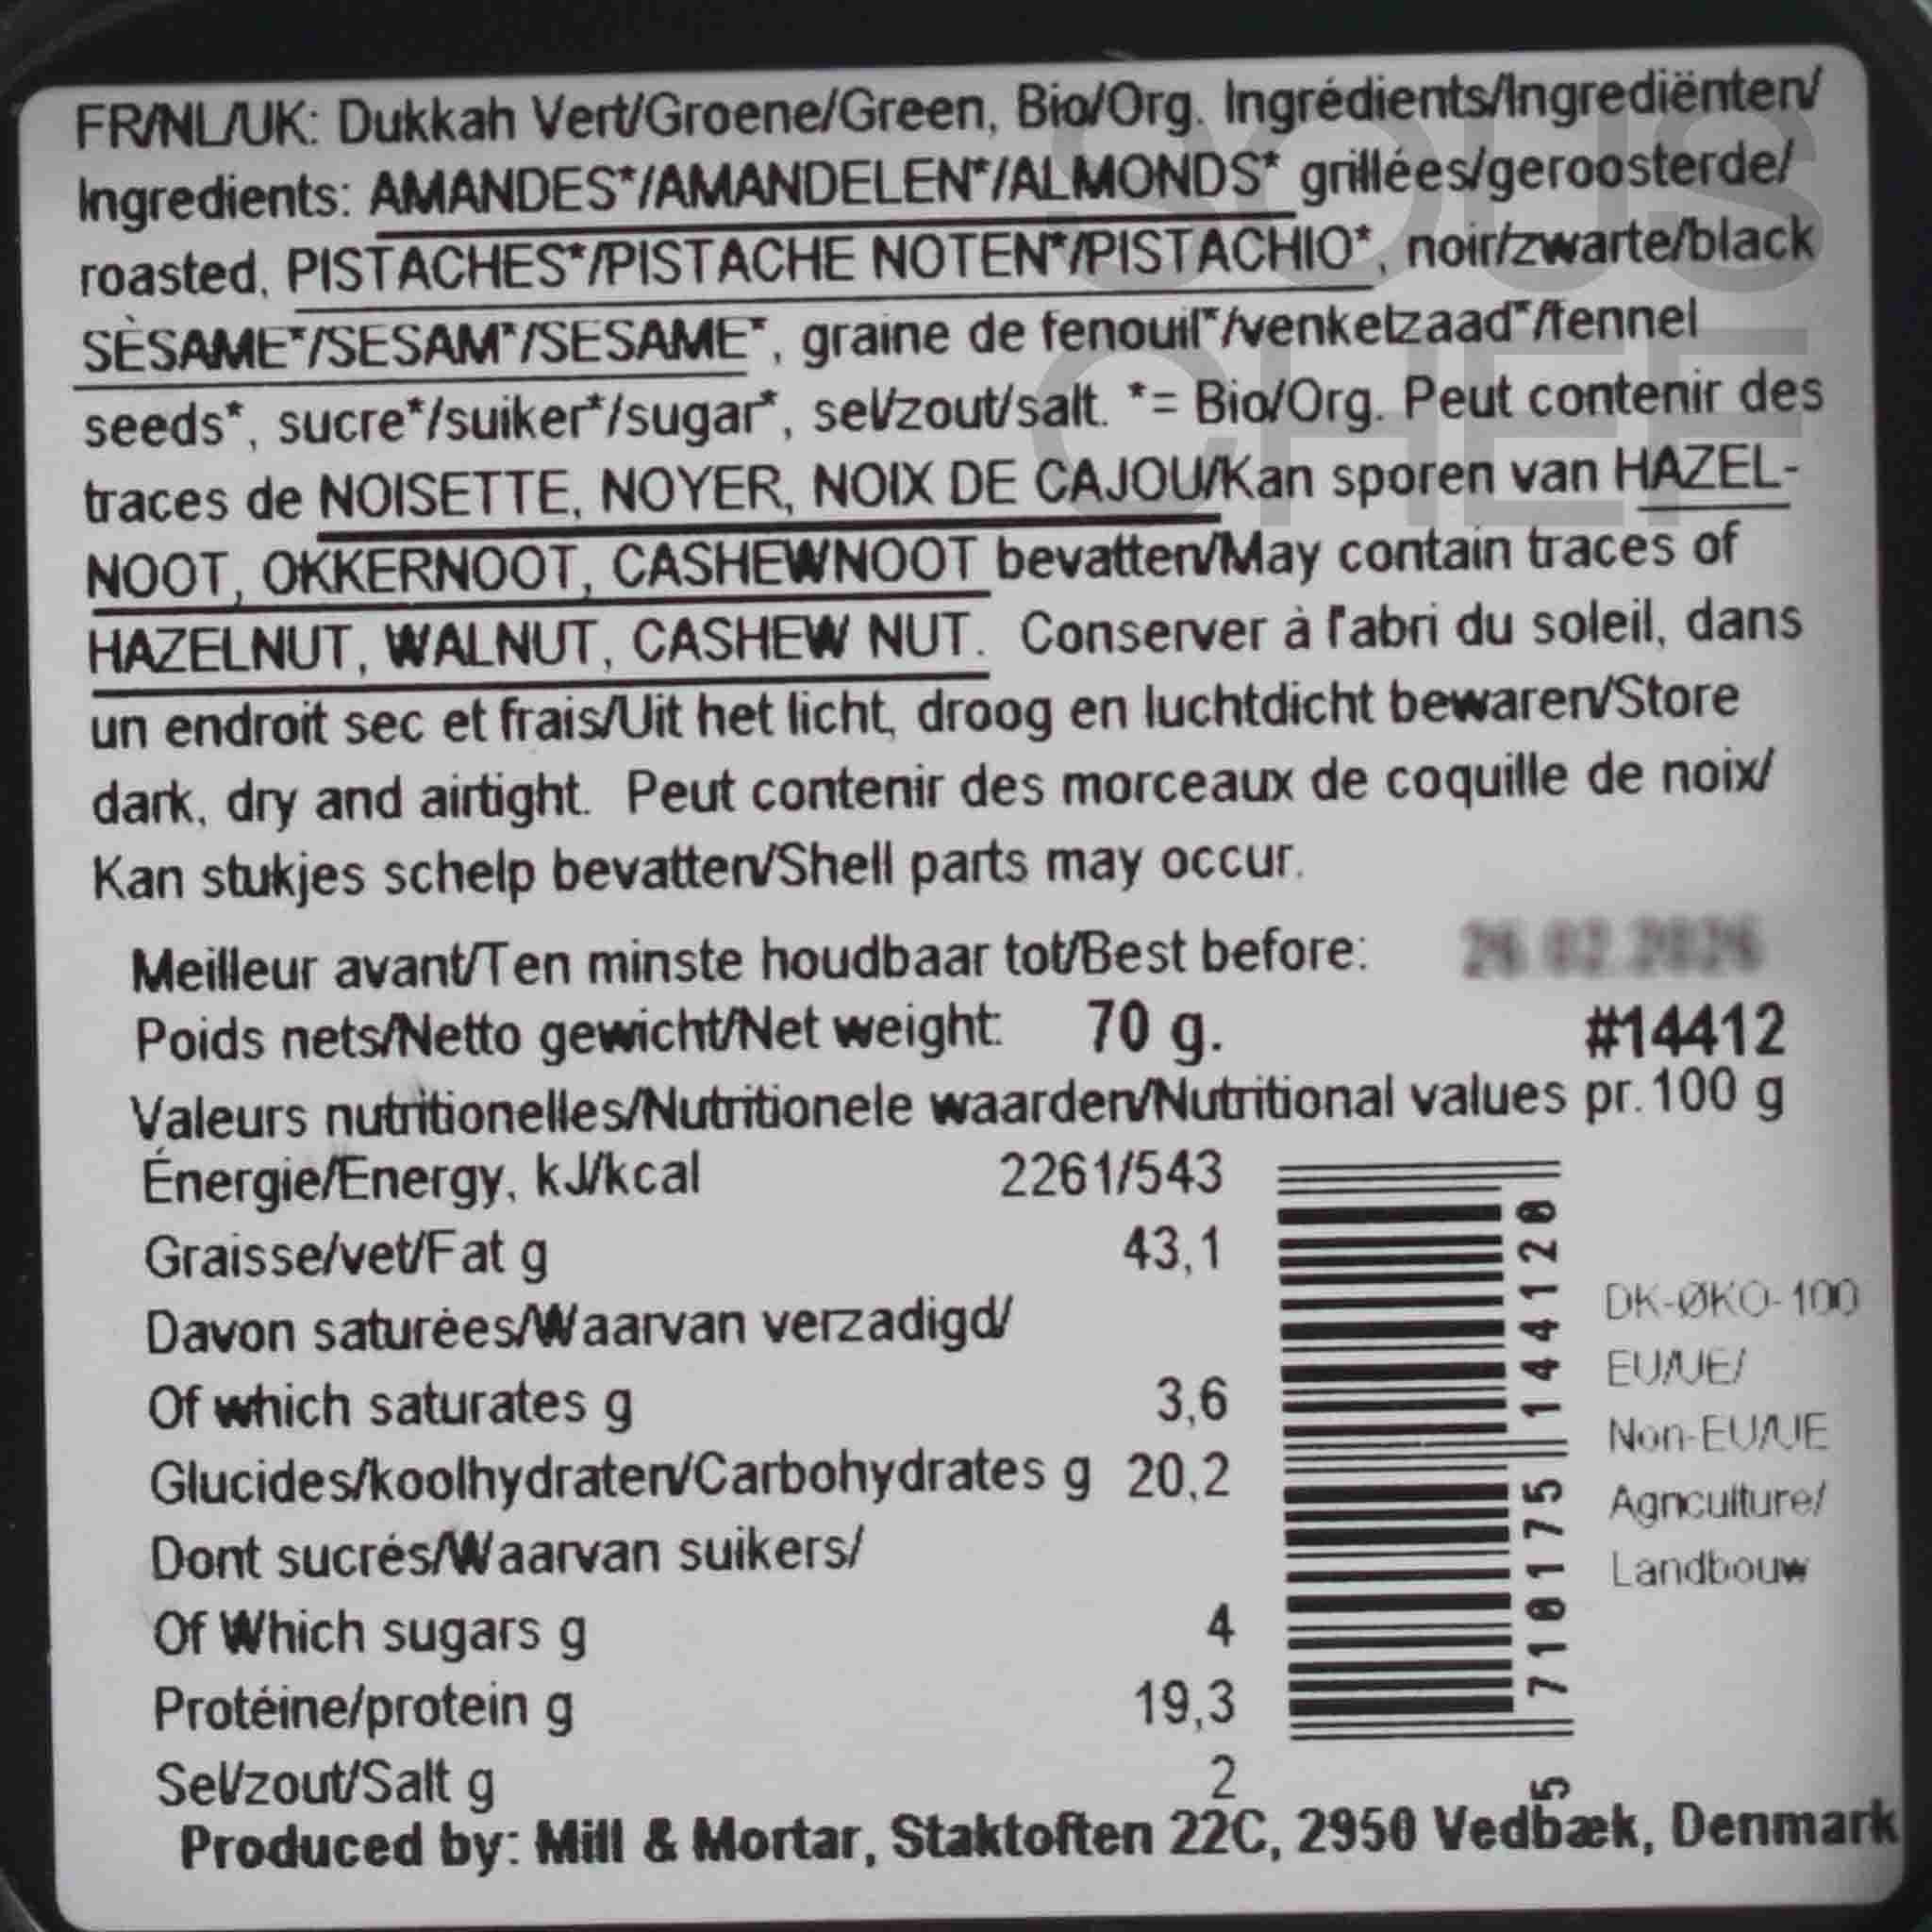 FR/NL/UK: Dukkah Vert/Groene/Green, Bio/Org. Ingrédients/Ingrediënten/
Ingredients: AMANDES*/AMANDELEN*/ALMONDS* grillées/geroosterde/
roasted, PISTACHES*/PISTACHE NOTEN*/PISTACHIO*, noir/zwarte/black
SÈSAME*/SESAM*/SESAME*, graine de fenouil*/venkelzaad*/fennel
seeds*, sucre*/suiker*/sugar*, sel/zout/salt. *= Bio/Org. Peut contenir des
traces de NOISETTE, NOYER, NOIX DE CAJOU/Kan sporen van HAZEL-
NOOT, OKKERNOOT, CASHEWNOOT bevatten/May contain traces of
HAZELNUT, WALNUT, CASHEW NUT. Conserver à l'abri du soleil, dans
un endroit sec et frais/Uit het licht, droog en luchtdicht bewaren/Store
dark, dry and airtight. Peut contenir des morceaux de coquille de noix/
Kan stukjes schelp bevatten/Shell parts may occur.
Meilleur avant/Ten minste houdbaar tot/Best before:
Poids nets/Netto gewicht/Net weight: 70 g. #14412
Valeurs nutritionelles/Nutritionele waarden/Nutritional values pr. 100 g
Énergie/Energy, kJ/kcal 2261/543
Graisse/vet/Fat g 43,1
Davon saturées/Waarvan verzadigd/
Of which saturates g 3,6
Glucides/koolhydraten/Carbohydrates g 20,2
Dont sucrés/Waarvan suikers/
Of Which sugars g 4
Protéine/protein g 19,3
Sel/zout/Salt g 2
5 710175 144120
DK-ØKO-100
EU/UE/
Non-EU/UE
Agriculture/
Landbouw
Produced by: Mill & Mortar, Staktoften 22C, 2950 Vedbæk, Denmark
SOUS
CHEF